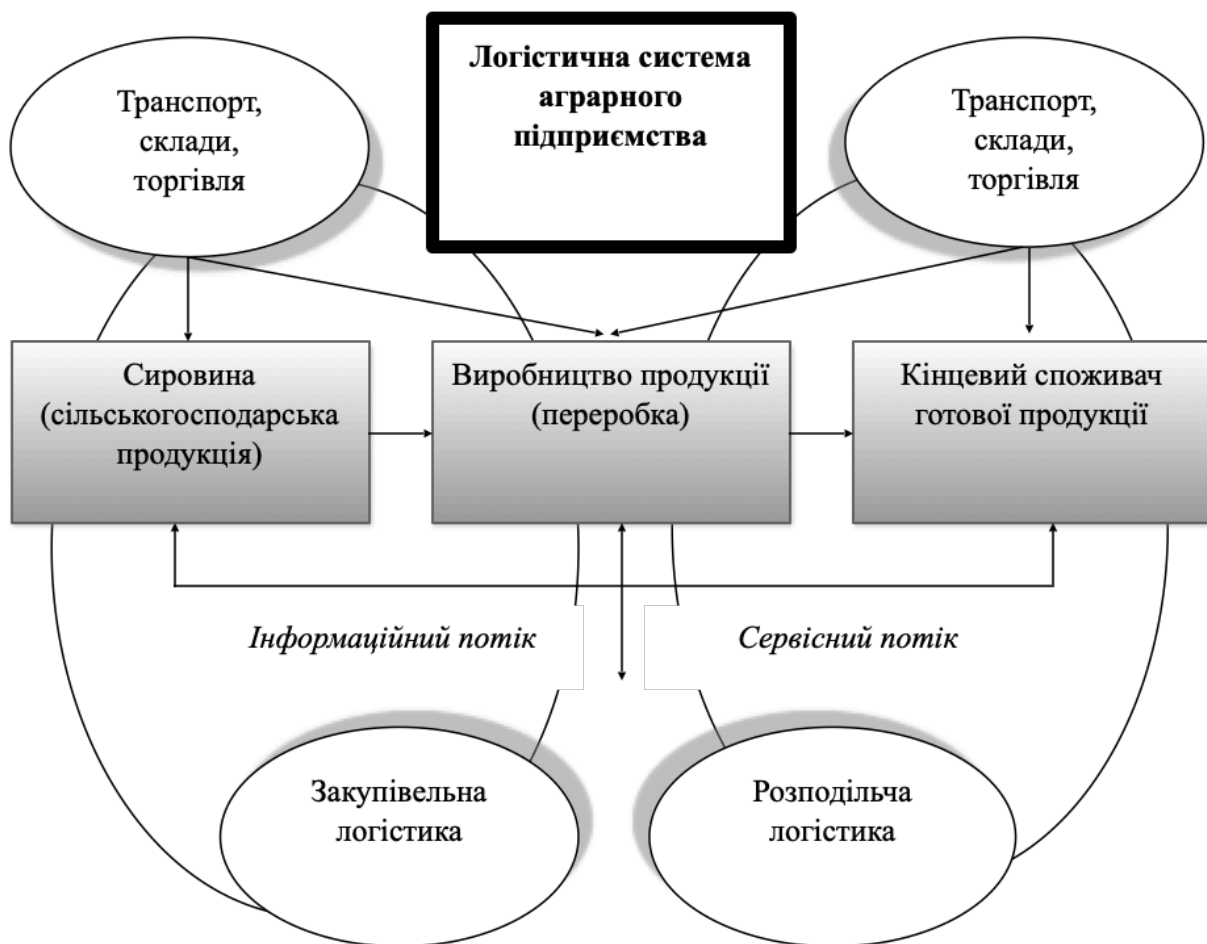 Логістична система
аграрного
підприємства
Транспорт,
склади,
торгівля
Транспорт,
склади,
торгівля
Сировина
(сільськогосподарська
продукція)
Виробництво продукції
(переробка)
Кінцевий споживач
готової продукції
Інформаційний потік
Сервісний потік
Закупівельна
логістика
Розподільча
логістика